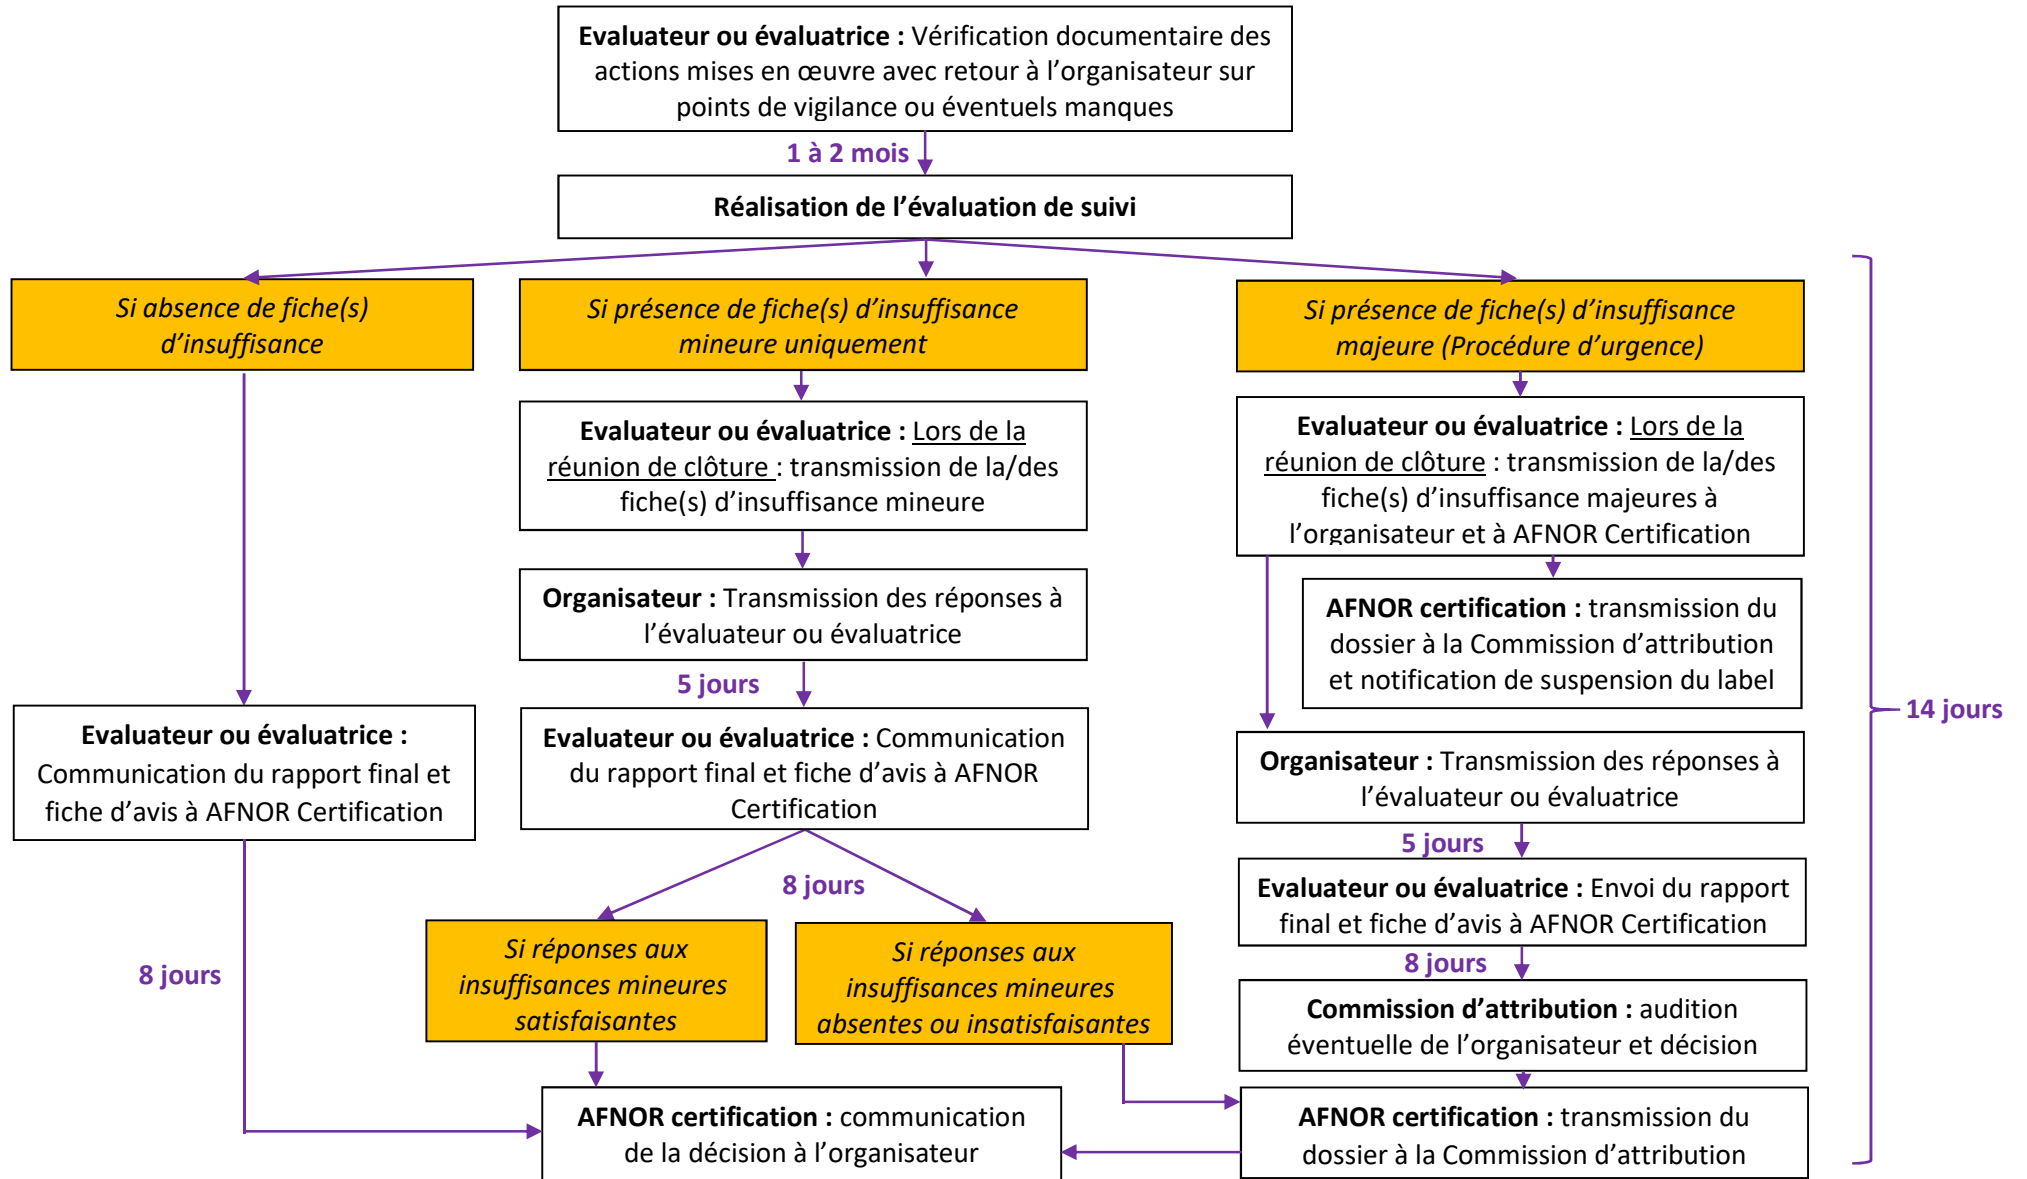 Evaluateur ou évaluatrice : Vérification documentaire des
actions mises en œuvre avec retour à l’organisateur sur
points de vigilance ou éventuels manques
1 à 2 mois
Réalisation de l’évaluation de suivi
Si absence de fiche(s)
d’insuffisance
Si présence de fiche(s) d’insuffisance
mineure uniquement
Si présence de fiche(s) d’insuffisance
majeure (Procédure d’urgence)
Evaluateur ou évaluatrice : Lors de la
réunion de clôture : transmission de la/des
fiche(s) d’insuffisance mineure
Evaluateur ou évaluatrice : Lors de la
réunion de clôture : transmission de la/des
fiche(s) d’insuffisance majeures à
l’organisateur et à AFNOR Certification
Organisateur : Transmission des réponses à
l’évaluateur ou évaluatrice
AFNOR certification : transmission du
dossier à la Commission d’attribution
et notification de suspension du label
5 jours
14 jours
Evaluateur ou évaluatrice :
Communication du rapport final et
fiche d’avis à AFNOR Certification
Evaluateur ou évaluatrice : Communication
du rapport final et fiche d’avis à AFNOR
Certification
Organisateur : Transmission des réponses à
l’évaluateur ou évaluatrice
5 jours
8 jours
Evaluateur ou évaluatrice : Envoi du rapport
final et fiche d’avis à AFNOR Certification
8 jours
8 jours
Si réponses aux
insuffisances mineures
satisfaisantes
Si réponses aux
insuffisances mineures
absentes ou insatisfaisantes
Commission d’attribution : audition
éventuelle de l’organisateur et décision
AFNOR certification : communication
de la décision à l’organisateur
AFNOR certification : transmission du
dossier à la Commission d’attribution